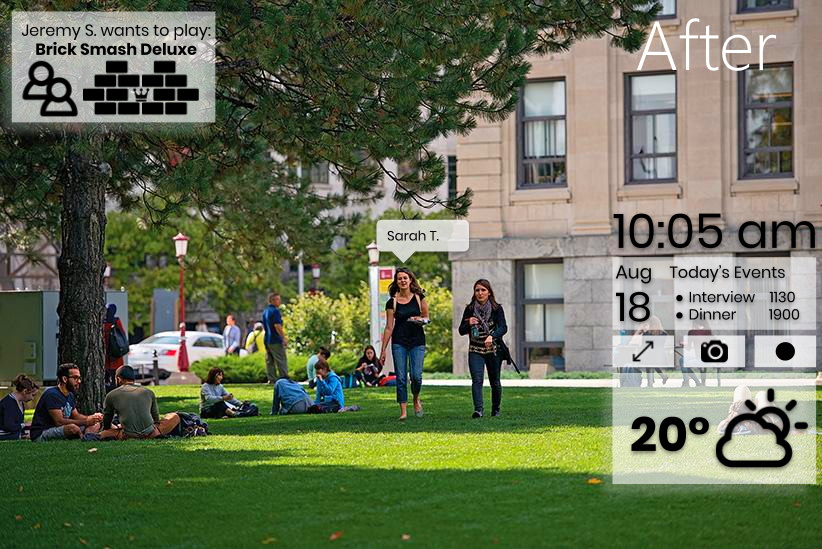 Jeremy S. wants to play:
Brick Smash Deluxe
After
Sarah T.
10:05 am
Aug
18
Today's Events
• Interview 1130
• Dinner 1900
20°